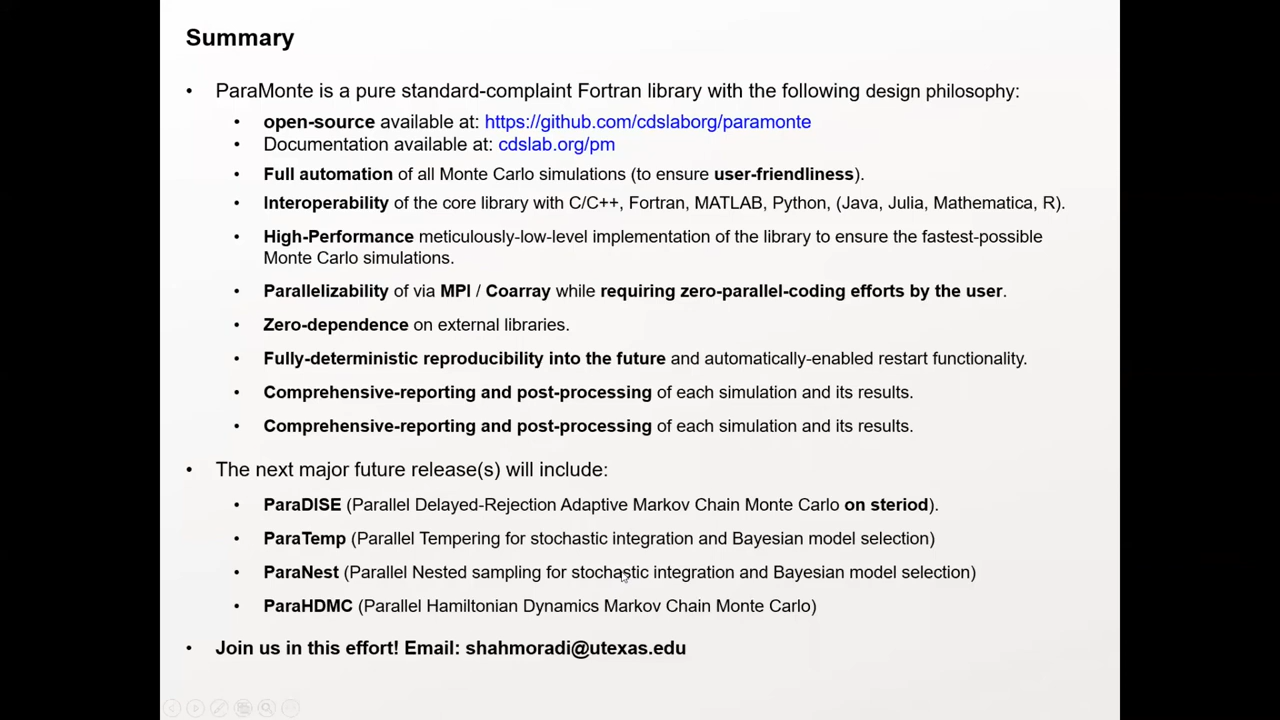 Summary
• ParaMonte is a pure standard-complaint Fortran library with the following design philosophy:
• open-source available at: https://github.com/cdslaborg/paramonte
• Documentation available at: cdslab.org/pm
• Full automation of all Monte Carlo simulations (to ensure user-friendliness).
• Interoperability of the core library with C/C++, Fortran, MATLAB, Python, (Java, Julia, Mathematica, R).
• High-Performance meticulously-low-level implementation of the library to ensure the fastest-possible
Monte Carlo simulations.
• Parallelizability of via MPI / Coarray while requiring zero-parallel-coding efforts by the user.
• Zero-dependence on external libraries.
• Fully-deterministic reproducibility into the future and automatically-enabled restart functionality.
• Comprehensive-reporting and post-processing of each simulation and its results.
• Comprehensive-reporting and post-processing of each simulation and its results.
• The next major future release(s) will include:
• ParaDISE (Parallel Delayed-Rejection Adaptive Markov Chain Monte Carlo on steriod).
• ParaTemp (Parallel Tempering for stochastic integration and Bayesian model selection)
• ParaNest (Parallel Nested sampling for stochastic integration and Bayesian model selection)
• ParaHDMC (Parallel Hamiltonian Dynamics Markov Chain Monte Carlo)
• Join us in this effort! Email: shahmoradi@utexas.edu